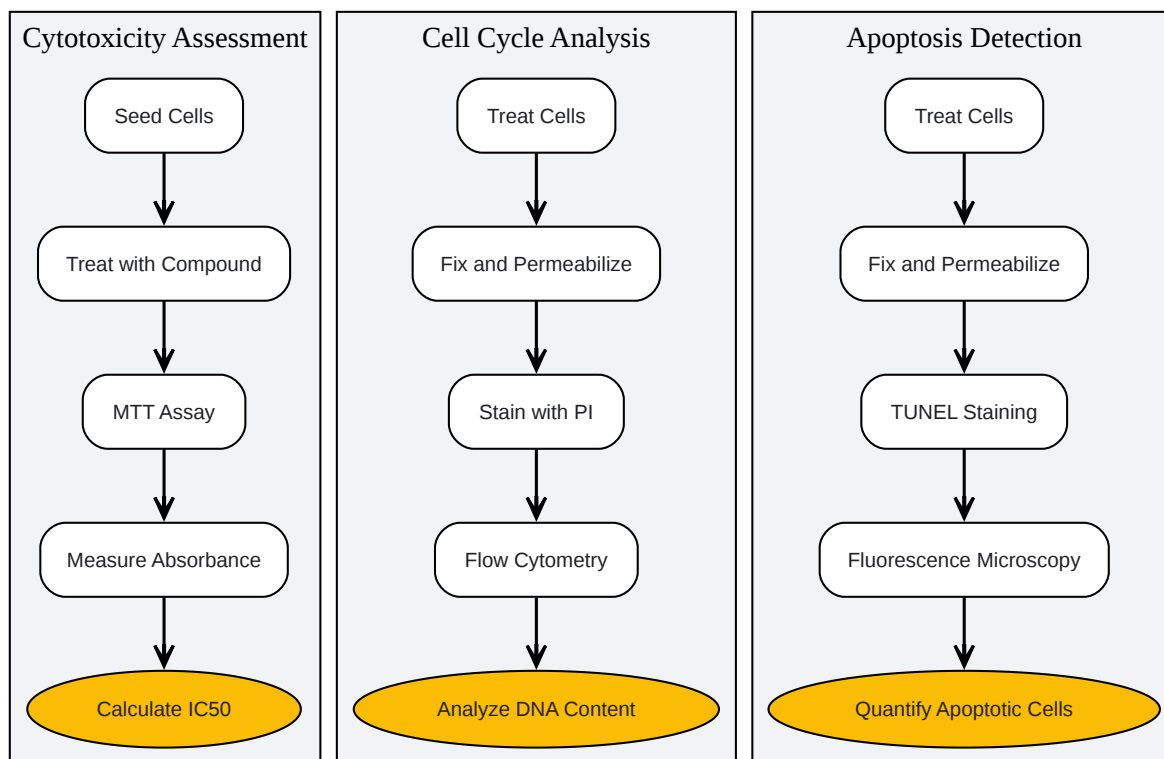 Cytotoxicity Assessment
Seed Cells
Treat with Compound
MTT Assay
Measure Absorbance
Calculate IC50
Cell Cycle Analysis
Treat Cells
Fix and Permeabilize
Stain with PI
Flow Cytometry
Analyze DNA Content
Apoptosis Detection
Treat Cells
Fix and Permeabilize
TUNEL Staining
Fluorescence Microscopy
Quantify Apoptotic Cells